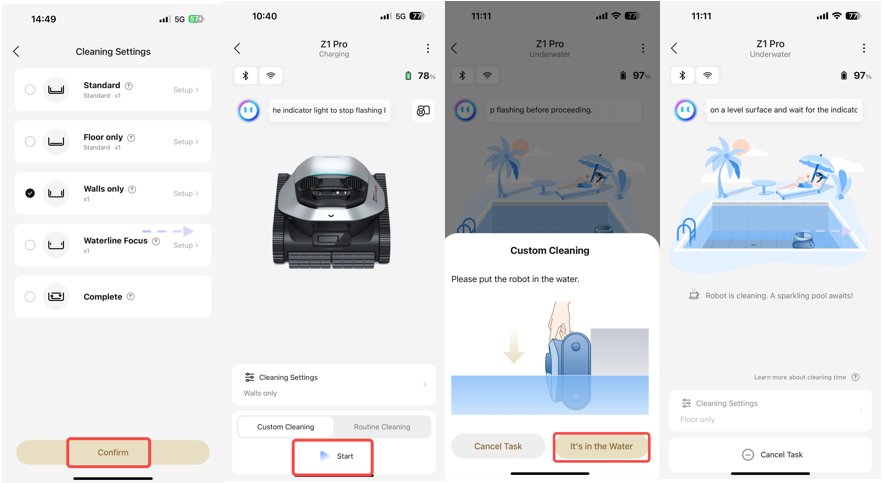 14:49
5G 57
Cleaning Settings
Standard
Standard x1
Setup
Floor only
Standard x1
Setup
Walls only
x1
Setup
Waterline Focus
x1
Setup
Complete
Confirm
10:40
5G 77
Z1 Pro
Charging
78%
he indicator light to stop flashing
Cleaning Settings
Walls only
Custom Cleaning
Routine Cleaning
Start
11:11
77
Z1 Pro
Underwater
97%
p flashing before proceeding.
Custom Cleaning
Please put the robot in the water.
Cancel Task
It's in the Water
11:11
77
Z1 Pro
Underwater
97%
on a level surface and wait for the indicato
Robot is cleaning. A sparkling pool awaits!
Learn more about cleaning time
Cleaning Settings
Floor only
Cancel Task